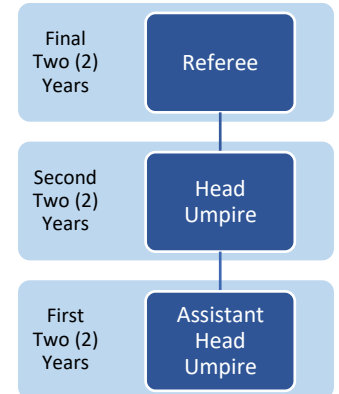 Final
Two (2)
Years
Referee
Second
Two (2)
Years
Head
Umpire
First
Two (2)
Years
Assistant
Head
Umpire